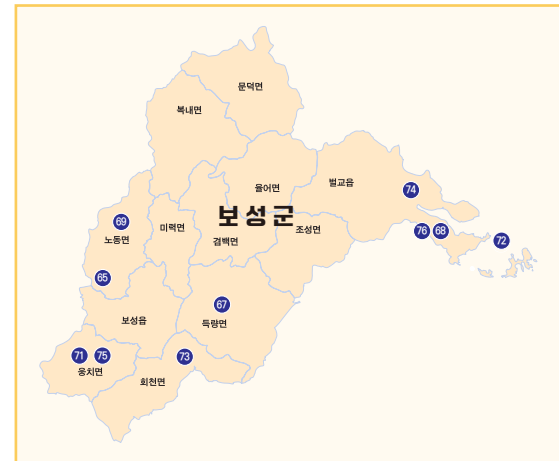 문덕면
복내면
율어면
벌교읍
74
보성군
69
노동면
미력면
겸백면
조성면
76
68
72
65
67
보성읍
득량면
71
75
73
웅치면
회천면